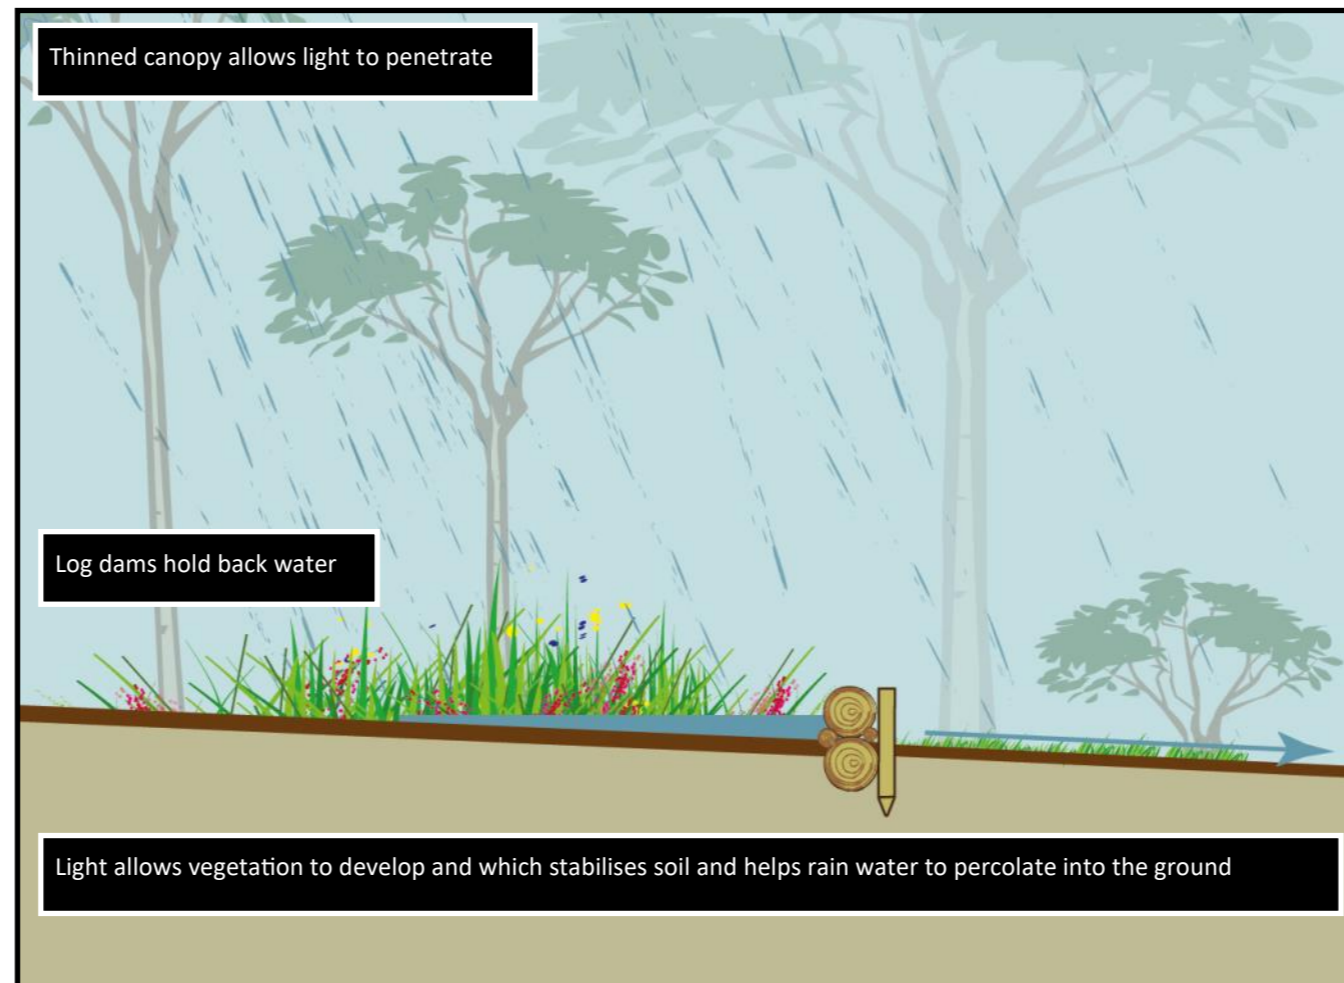 Thinned canopy allows light to penetrate
Log dams hold back water
Light allows vegetation to develop and which stabilises soil and helps rain water to percolate into the ground